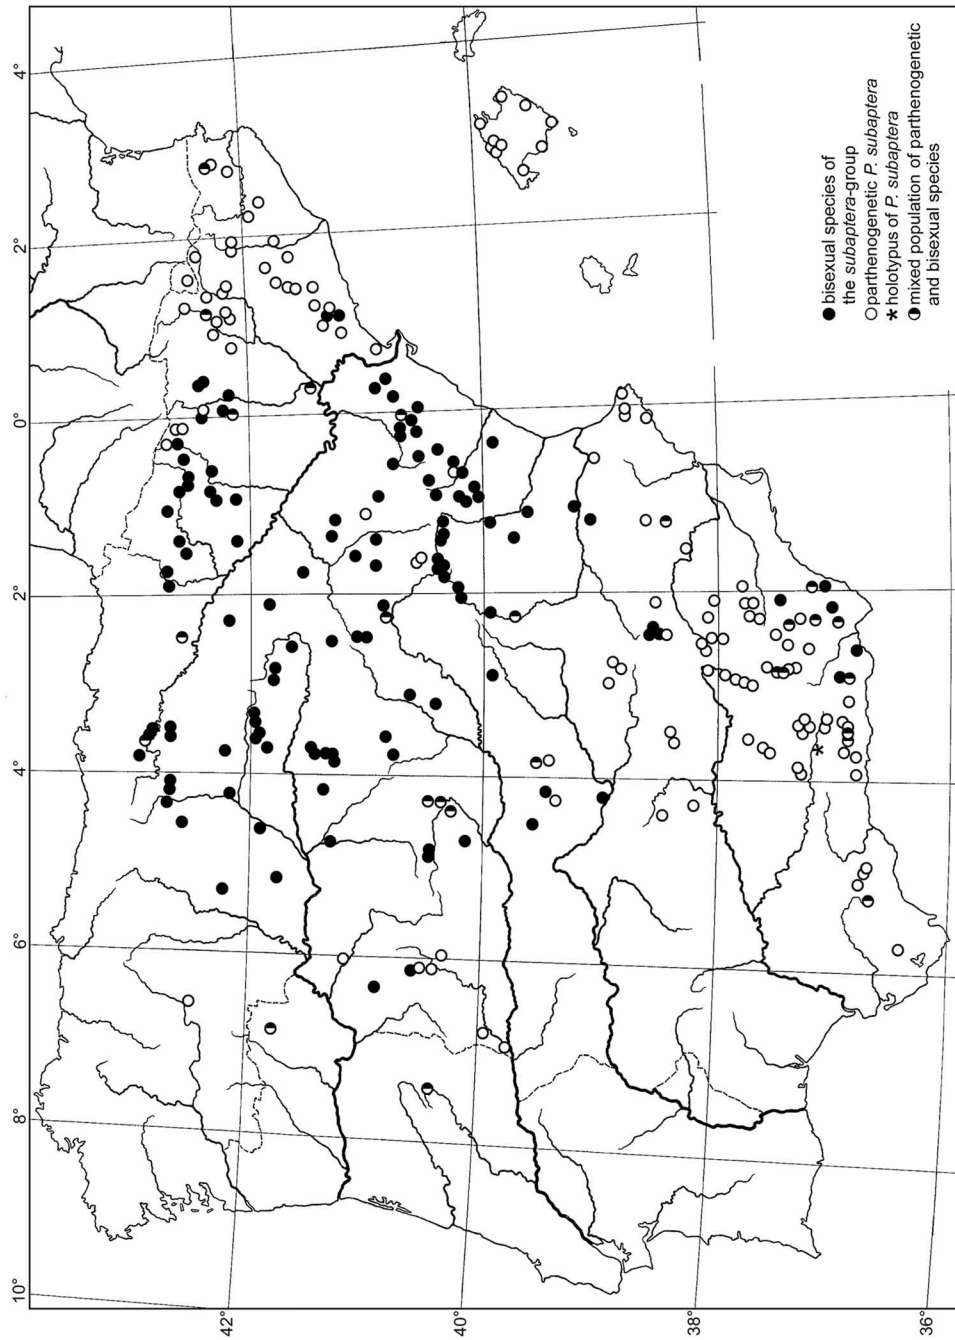 10°
8°
6°
4°
2°
0°
2°
4°
42°
40°
38°
36°
● bisexual species of
the subaptera-group
○ parthenogenetic P. subaptera
* holotypus of P. subaptera
◒ mixed population of parthenogenetic
and bisexual species